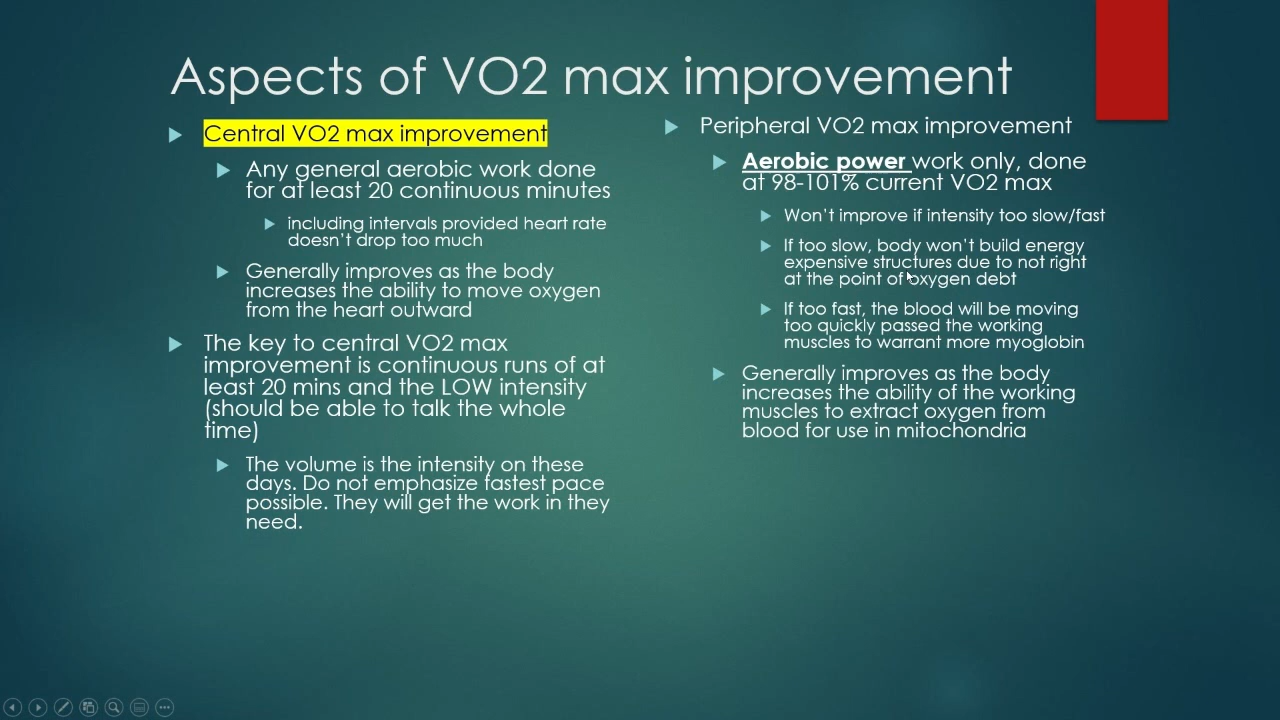 Aspects of VO2 max improvement
Central VO2 max improvement
Any general aerobic work done
for at least 20 continuous minutes
including intervals provided heart rate
doesn't drop too much
Generally improves as the body
increases the ability to move oxygen
from the heart outward
The key to central VO2 max
improvement is continuous runs of at
least 20 mins and the LOW intensity
(should be able to talk the whole
time)
The volume is the intensity on these
days. Do not emphasize fastest pace
possible. They will get the work in they
need.
Peripheral VO2 max improvement
Aerobic power work only, done
at 98-101% current VO2 max
Won't improve if intensity too slow/fast
If too slow, body won't build energy
expensive structures due to not right
at the point of oxygen debt
If too fast, the blood will be moving
too quickly passed the working
muscles to warrant more myoglobin
Generally improves as the body
increases the ability of the working
muscles to extract oxygen from
blood for use in mitochondria